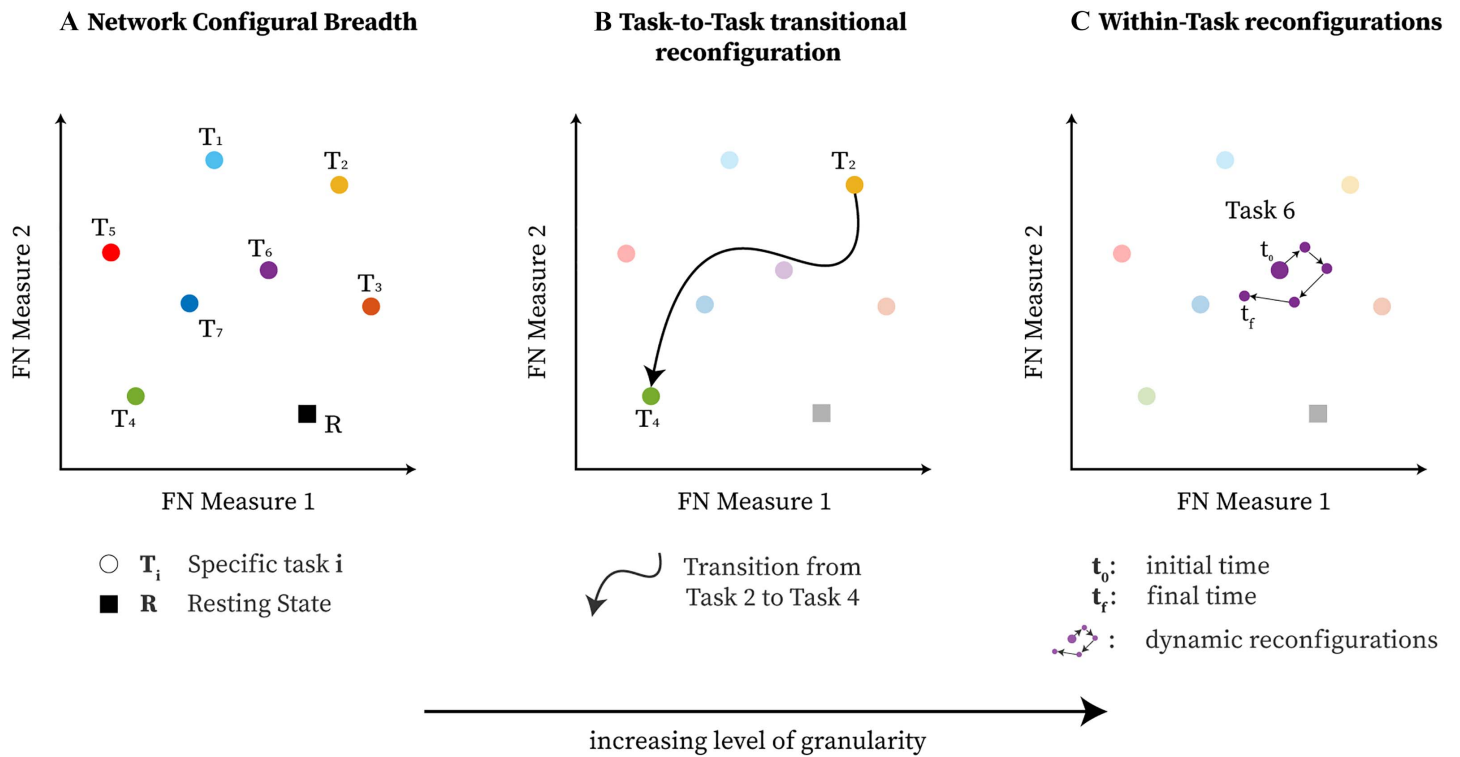 A Network Configural Breadth
T1
T2
T5
T6
T3
T7
T4
R
FN Measure 2
FN Measure 1
Ti Specific task i
R Resting State
B Task-to-Task transitional
reconfiguration
T2
T4
FN Measure 2
FN Measure 1
Transition from
Task 2 to Task 4
C Within-Task reconfigurations
Task 6
t0
tf
FN Measure 2
FN Measure 1
t0: initial time
tf: final time
: dynamic reconfigurations
increasing level of granularity